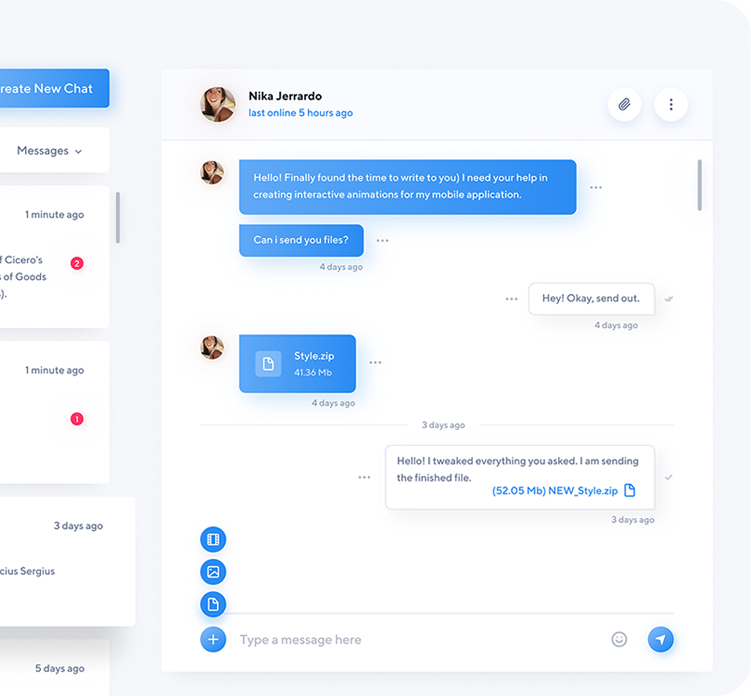 reate New Chat
Messages
1 minute ago
f Cicero's
2
s of Goods
).
1 minute ago
1
3 days ago
cius Sergius
5 days ago
Nika Jerrardo
last online 5 hours ago
Hello! Finally found the time to write to you) I need your help in
creating interactive animations for my mobile application.
Can i send you files?
4 days ago
Hey! Okay, send out.
4 days ago
Style.zip
41.36 Mb
4 days ago
3 days ago
Hello! I tweaked everything you asked. I am sending
the finished file.
(52.05 Mb) NEW_Style.zip
3 days ago
Type a message here